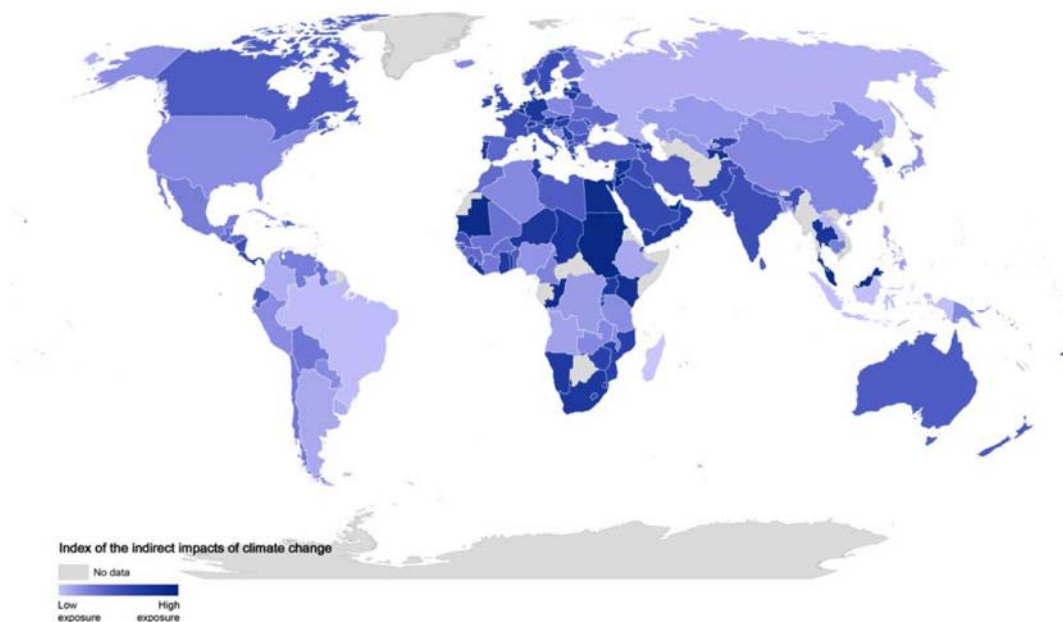 Index of the indirect impacts of climate change
No data
Low High
exposure exposure